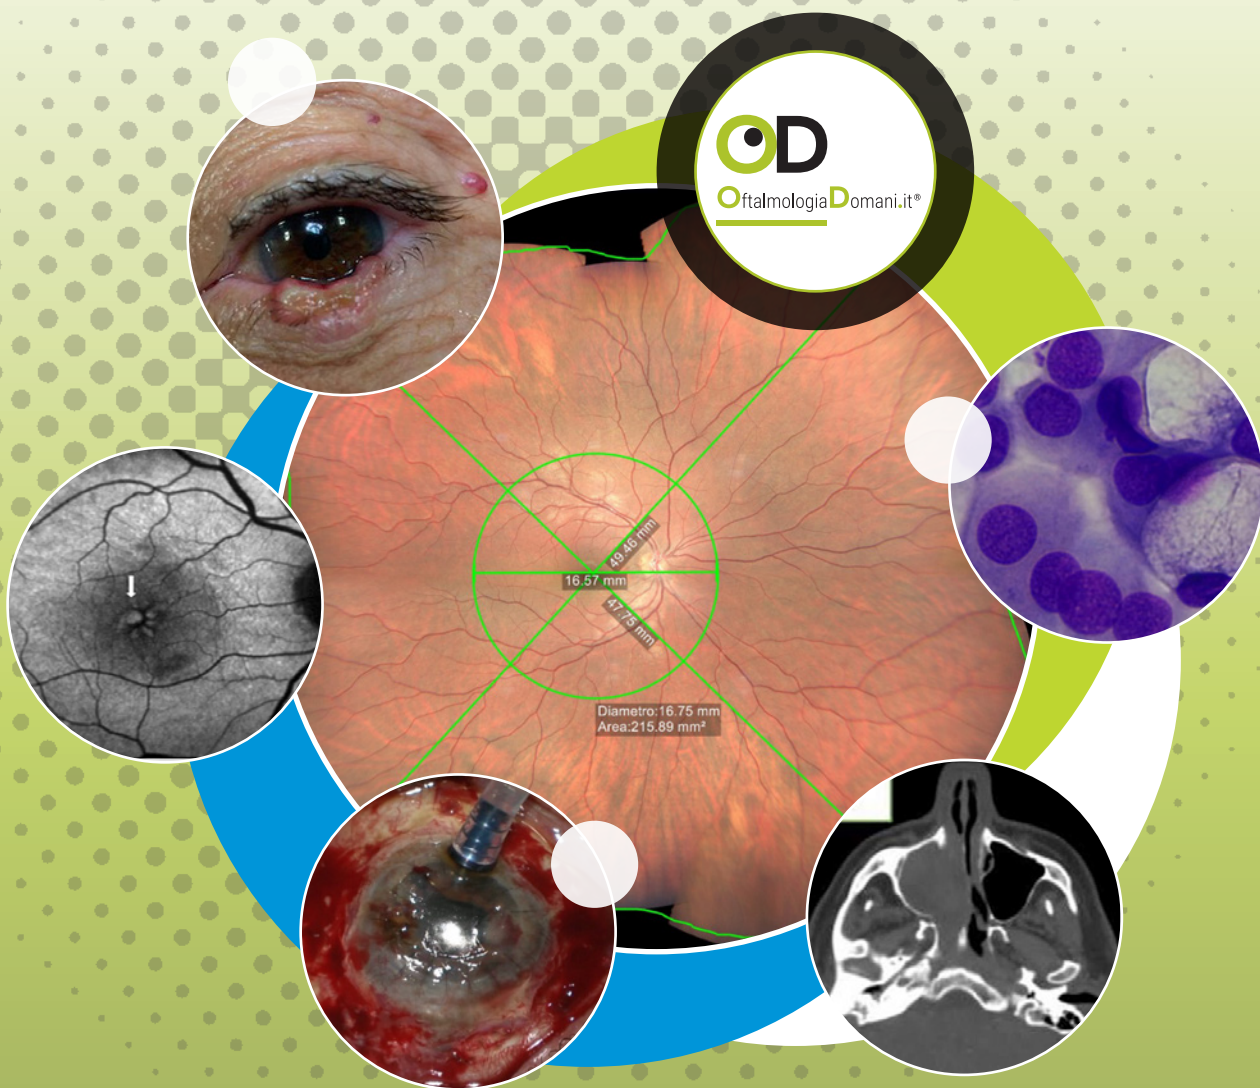 OD
OftalmologiaDomani.it®
49.46 mm
16.57 mm
47.75 mm
Diametro:16.75 mm
Area:215.89 mm²